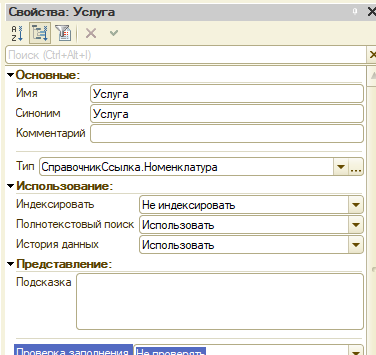 Свойства: Услуга
Поиск (Ctrl+Alt+I)
Основные:
Имя Услуга
Синоним Услуга
Комментарий
Тип СправочникСсылка.Номенклатура ...
Использование:
Индексировать Не индексировать
Полнотекстовый поиск Использовать
История данных Использовать
Представление:
Подсказка
Проверка заполнения Не проверять